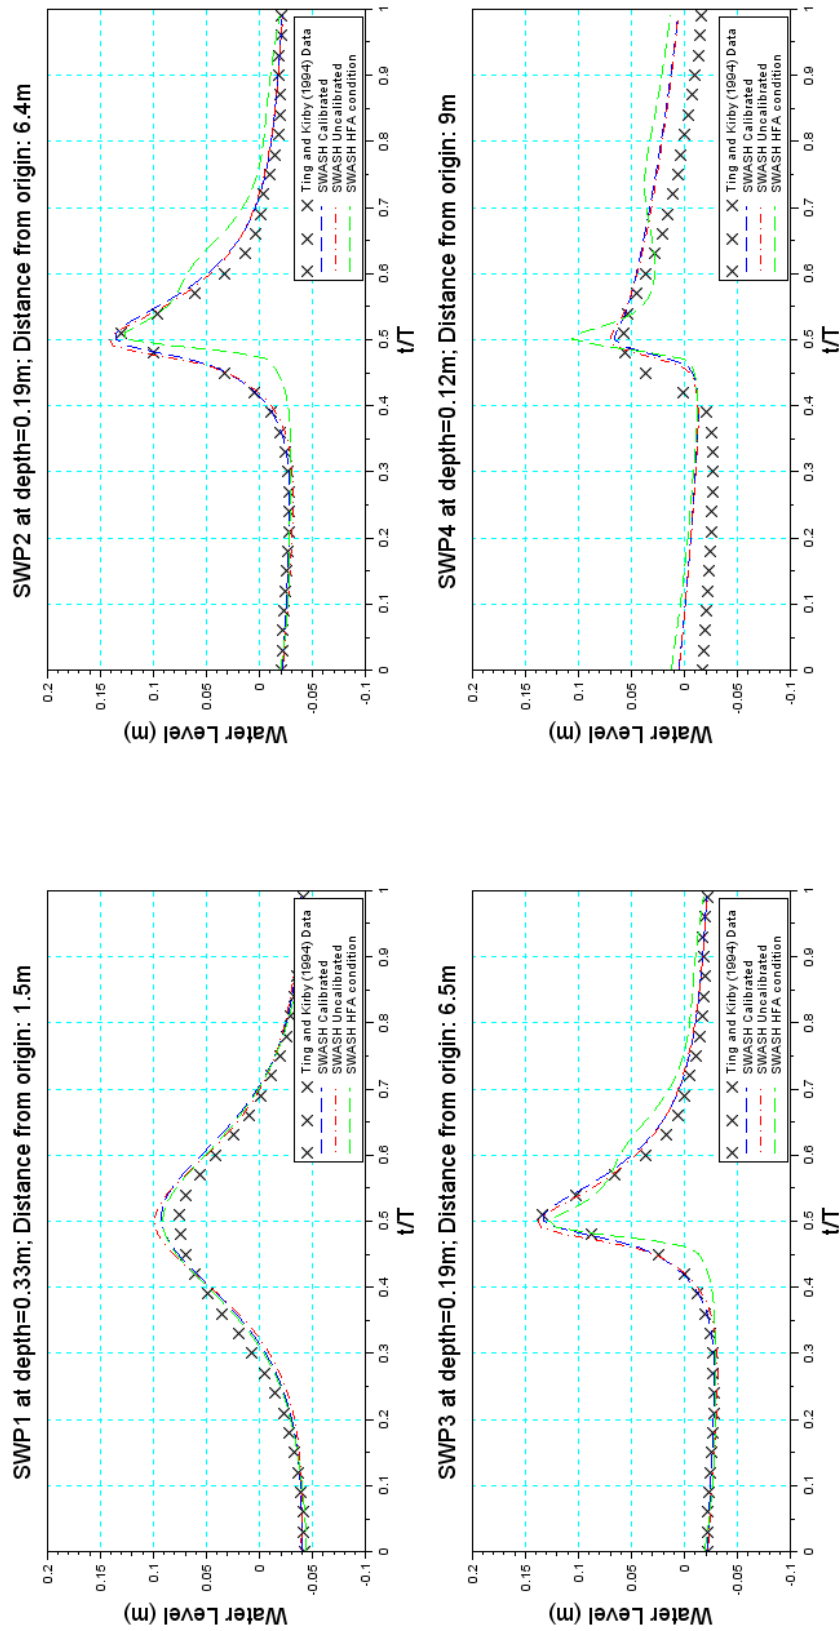 SWP1 at depth=0.33m; Distance from origin: 1.5m
Water Level (m)
0.2
0.15
0.1
0.05
0
-0.05
-0.1
0 0.1 0.2 0.3 0.4 0.5 0.6 0.7 0.8 0.9 1
t/T
Ting and Kirby (1994) Data
SWASH Calibrated
SWASH Uncalibrated
SWASH HFA condition
SWP2 at depth=0.19m; Distance from origin: 6.4m
Water Level (m)
0.2
0.15
0.1
0.05
0
-0.05
-0.1
0 0.1 0.2 0.3 0.4 0.5 0.6 0.7 0.8 0.9 1
t/T
Ting and Kirby (1994) Data
SWASH Calibrated
SWASH Uncalibrated
SWASH HFA condition
SWP3 at depth=0.19m; Distance from origin: 6.5m
Water Level (m)
0.2
0.15
0.1
0.05
0
-0.05
-0.1
0 0.1 0.2 0.3 0.4 0.5 0.6 0.7 0.8 0.9 1
t/T
Ting and Kirby (1994) Data
SWASH Calibrated
SWASH Uncalibrated
SWASH HFA condition
SWP4 at depth=0.12m; Distance from origin: 9m
Water Level (m)
0.2
0.15
0.1
0.05
0
-0.05
-0.1
0 0.1 0.2 0.3 0.4 0.5 0.6 0.7 0.8 0.9 1
t/T
Ting and Kirby (1994) Data
SWASH Calibrated
SWASH Uncalibrated
SWASH HFA condition